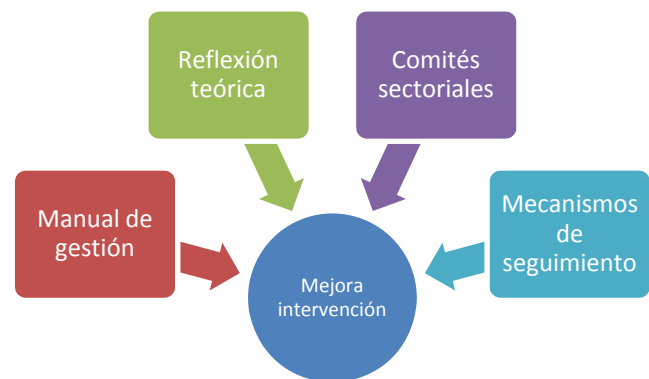 Reflexión
teórica
Comités
sectoriales
Manual de
gestión
Mecanismos
de
seguimiento
Mejora
intervención